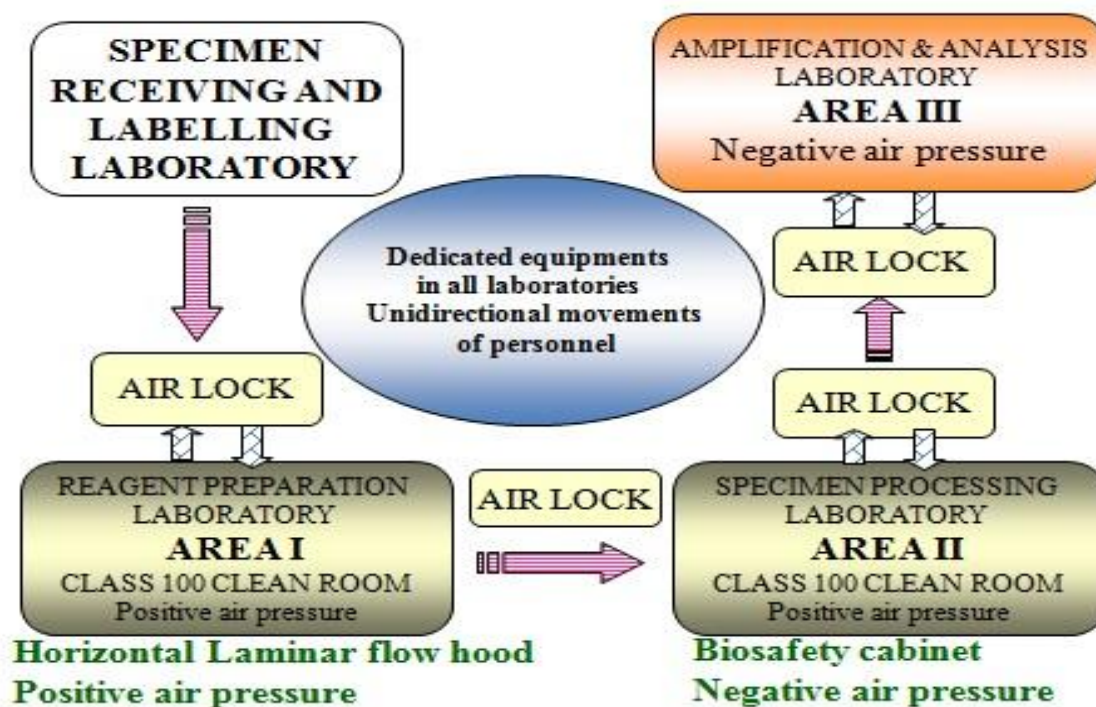 SPECIMEN
RECEIVING AND
LABELLING
LABORATORY
AMPLIFICATION & ANALYSIS
LABORATORY
AREA III
Negative air pressure
Dedicated equipments
in all laboratories
Unidirectional movements
of personnel
AIR LOCK
AIR LOCK
AIR LOCK
REAGENT PREPARATION
LABORATORY
AREA I
CLASS 100 CLEAN ROOM
Positive air pressure
AIR LOCK
SPECIMEN PROCESSING
LABORATORY
AREA II
CLASS 100 CLEAN ROOM
Positive air pressure
Horizontal Laminar flow hood
Positive air pressure
Biosafety cabinet
Negative air pressure